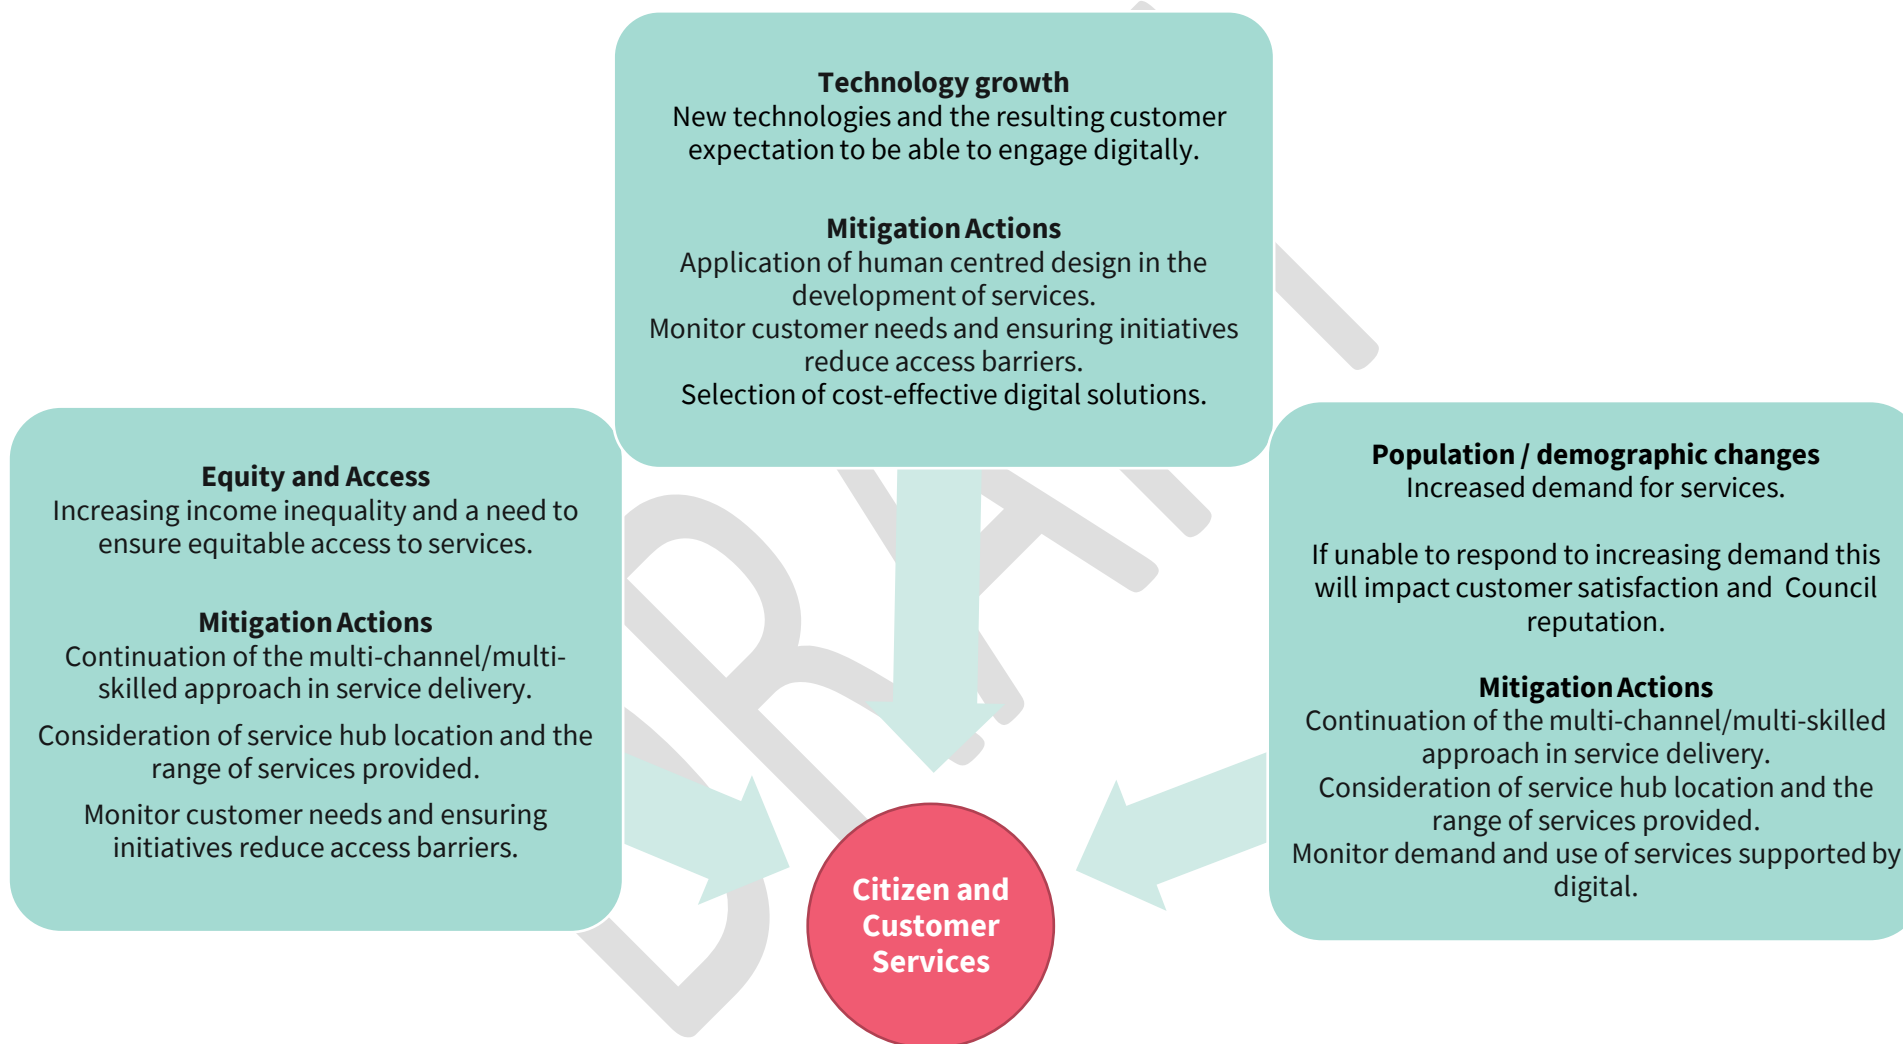 Technology growth
New technologies and the resulting customer
expectation to be able to engage digitally.
Mitigation Actions
Application of human centred design in the
development of services.
Monitor customer needs and ensuring initiatives
reduce access barriers.
Selection of cost-effective digital solutions.
Equity and Access
Increasing income inequality and a need to
ensure equitable access to services.
Mitigation Actions
Continuation of the multi-channel/multi-
skilled approach in service delivery.
Consideration of service hub location and the
range of services provided.
Monitor customer needs and ensuring
initiatives reduce access barriers.
Population / demographic changes
Increased demand for services.
If unable to respond to increasing demand this
will impact customer satisfaction and  Council
reputation.
Mitigation Actions
Continuation of the multi-channel/multi-skilled
approach in service delivery.
Consideration of service hub location and the
range of services provided.
Monitor demand and use of services supported by
digital.
Citizen and
Customer
Services
DRAFT